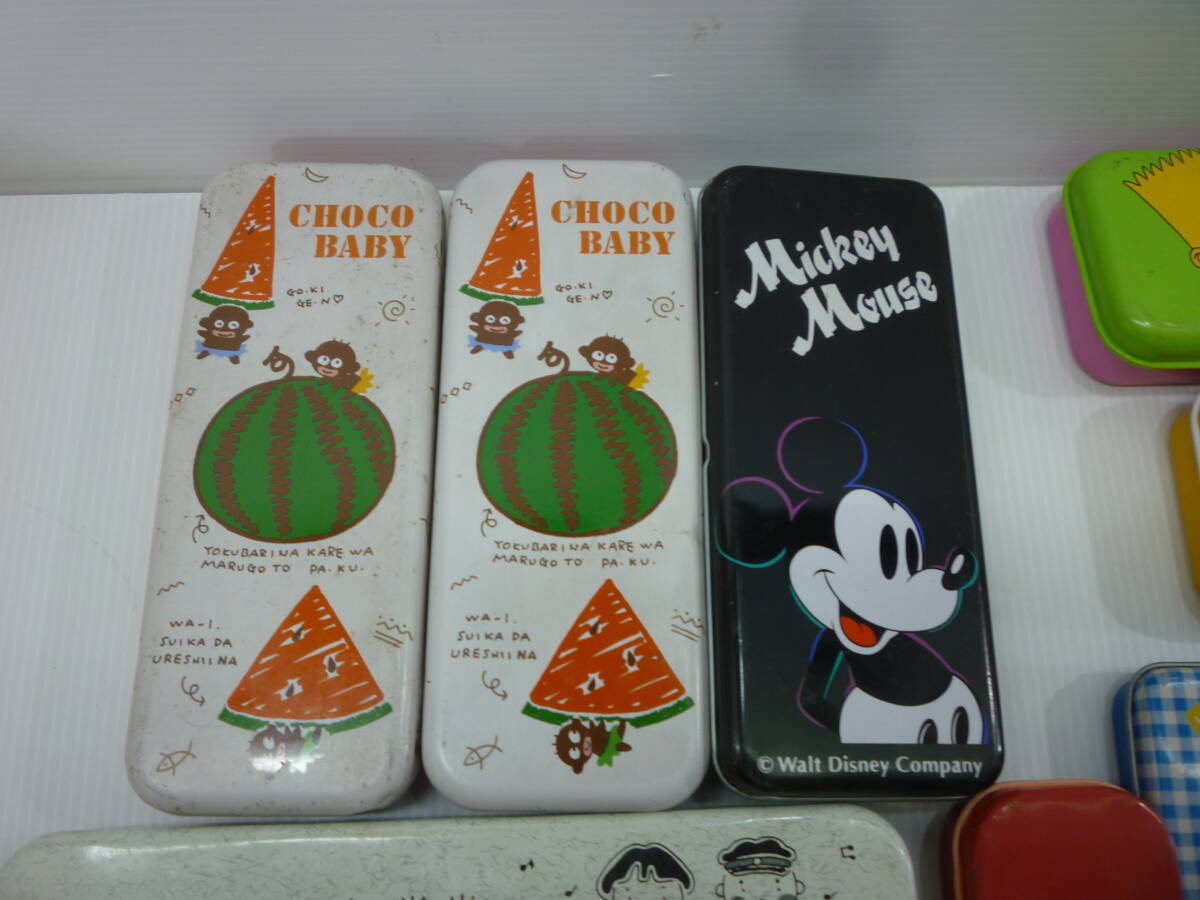 CHOCO
BABY
GO-KI
GE-N♡
YOKUBARINA KARE WA
MARUGOTO PA.KU.
WA-I.
SUIKA DA
URESHIINA
CHOCO
BABY
GO-KI
GE-N♡
YOKUBARINA KARE WA
MARUGOTO PA.KU.
WA-I.
SUIKA DA
URESHIINA
Mickey
Mouse
© Walt Disney Company